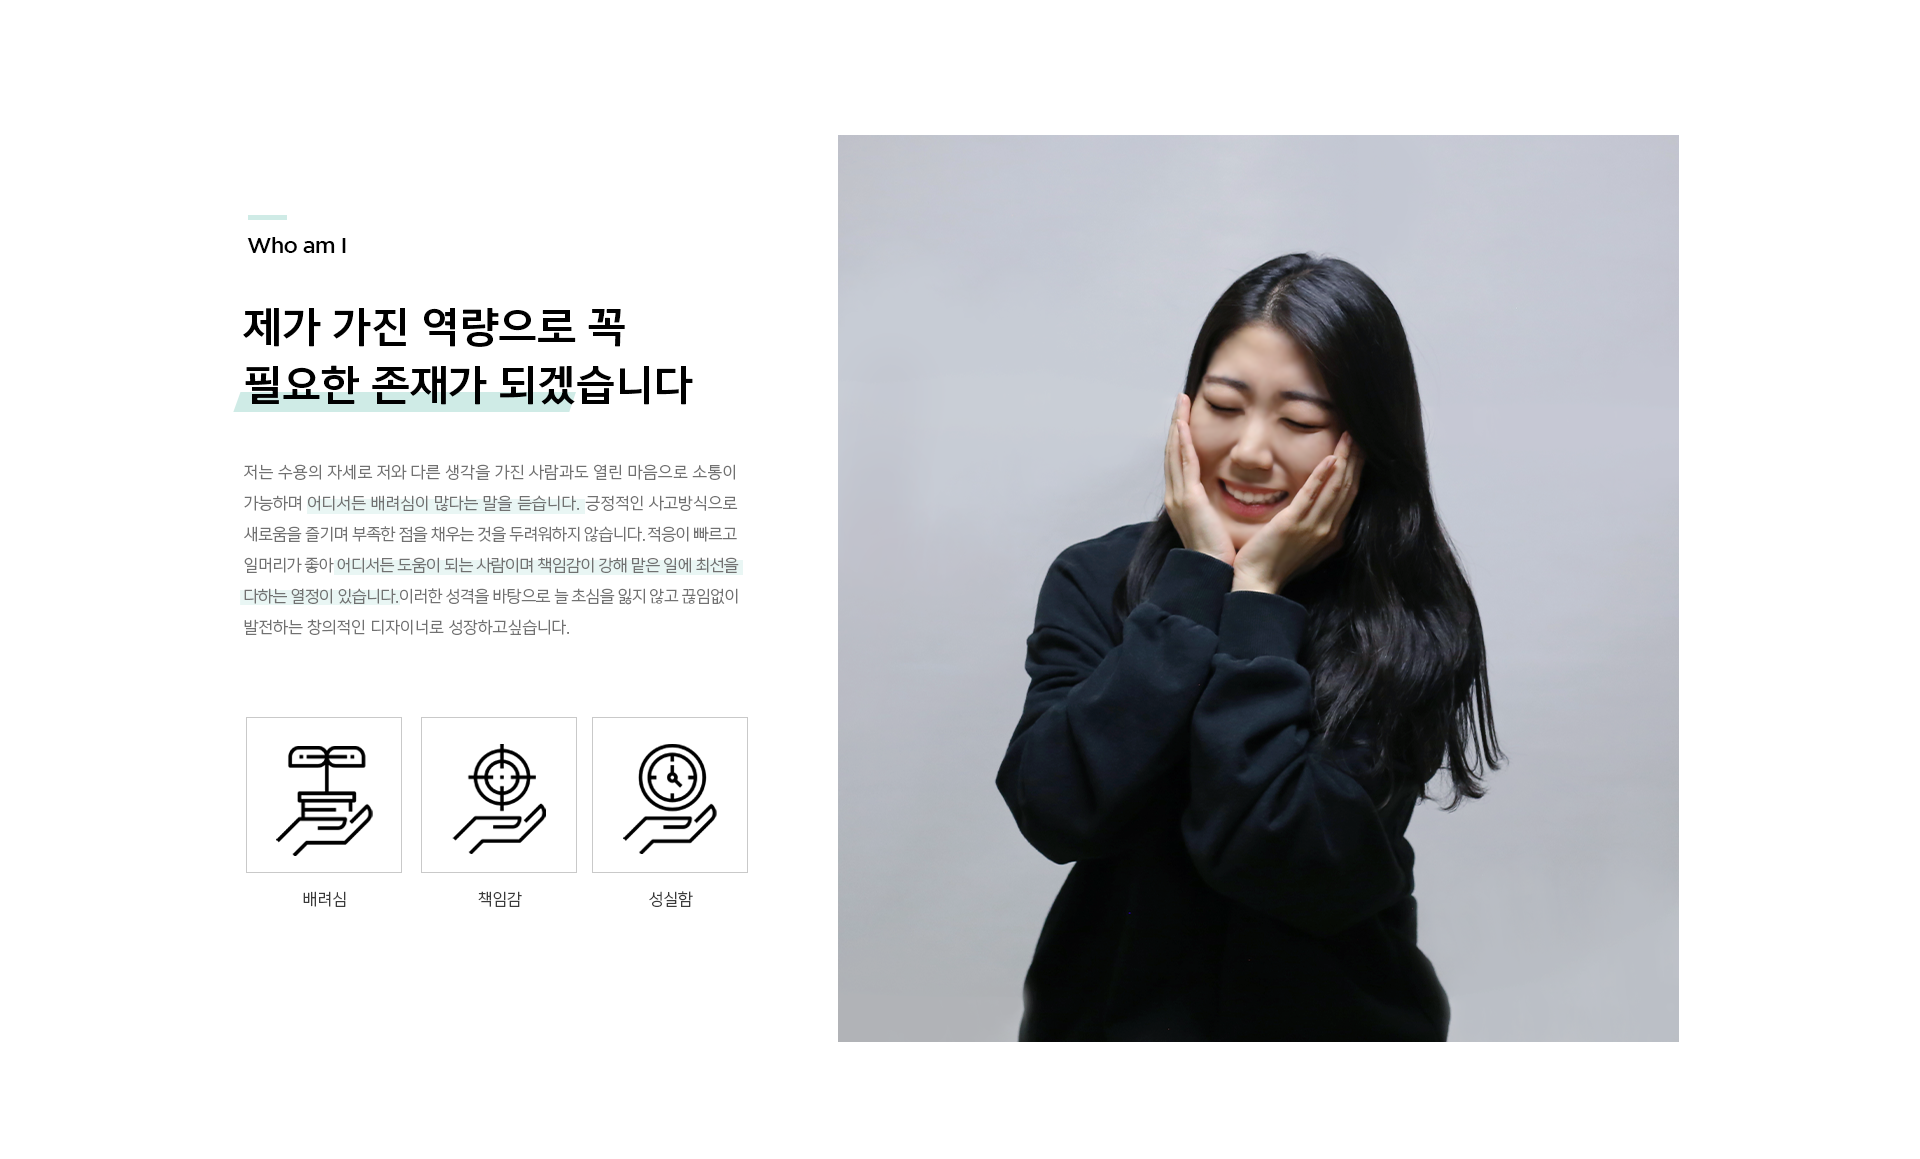 Who am I
제가 가진 역량으로 꼭
필요한 존재가 되겠습니다
저는 수용의 자세로 저와 다른 생각을 가진 사람과도 열린 마음으로 소통이
가능하며 어디서든 배려심이 많다는 말을 듣습니다. 긍정적인 사고방식으로
새로움을 즐기며 부족한 점을 채우는 것을 두려워하지 않습니다. 적응이 빠르고
일머리가 좋아 어디서든 도움이 되는 사람이며 책임감이 강해 맡은 일에 최선을
다하는 열정이 있습니다.이러한 성격을 바탕으로 늘 초심을 잃지 않고 끊임없이
발전하는 창의적인 디자이너로 성장하고싶습니다.
배려심
책임감
성실함